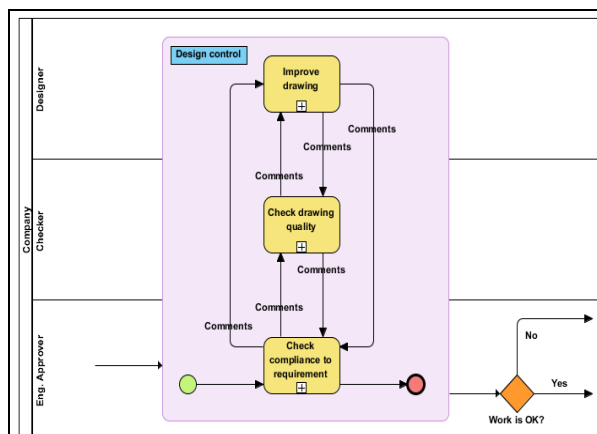 Design control
Improve
drawing
Designer
Comments
Comments
Comments
Check drawing
quality
Company
Checker
Comments
Comments
Comments
Check
compliance to
requirement
Eng. Approver
No
Yes
Work is OK?